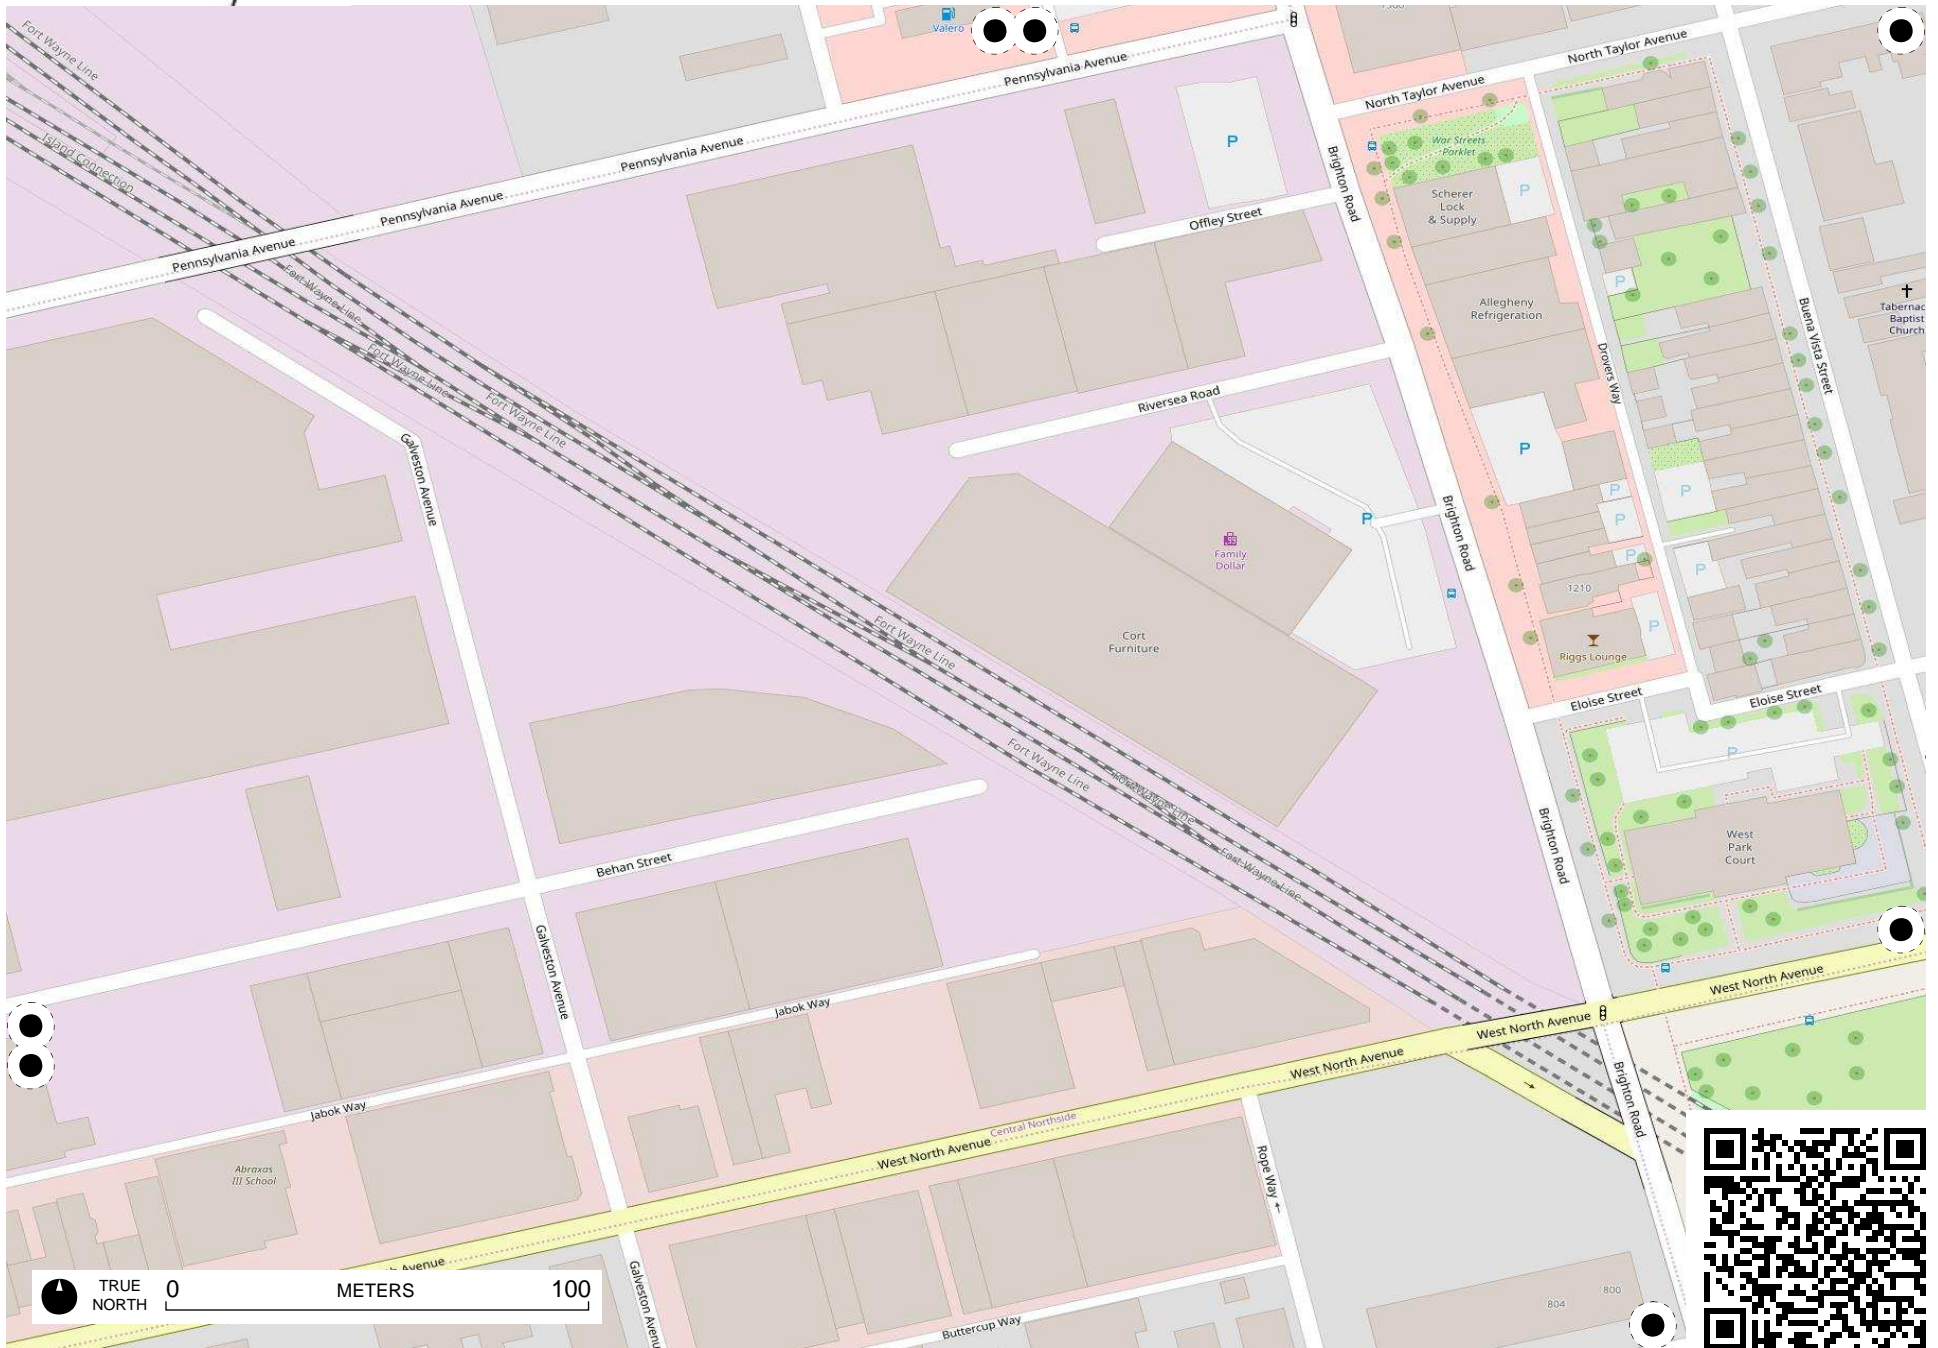 Fort Wayne Line
Valero
1500
North Taylor Avenue
Pennsylvania Avenue
North Taylor Avenue
Island Connection
Pennsylvania Avenue
P
Brighton Road
War Streets
Parklet
P
Pennsylvania Avenue
Scherer
Lock
& Supply
Offley Street
Pennsylvania Avenue
Fort Wayne Line
P
Allegheny
Refrigeration
Buena Vista Street
Tabernac
Baptist
Church
Fort Wayne Line
Drovers Way
Riversea Road
Fort Wayne Line
Galveston Avenue
P
P
P
P
P
Brighton Road
Family
Dollar
P
P
1210
Fort Wayne Line
Cort
Furniture
P
Riggs Lounge
Eloise Street
Eloise Street
P
Fort Wayne Line
Fort Wayne Line
Brighton Road
West
Park
Court
Behan Street
Fort Wayne Line
Galveston Avenue
West North Avenue
Jabok Way
West North Avenue
West North Avenue
Brighton Road
Jabok Way
Central Northside
West North Avenue
Abraxas
III School
Rope Way
h Avenue
Galveston Avenu
TRUE
NORTH
0 METERS 100
804
800
Buttercup Way